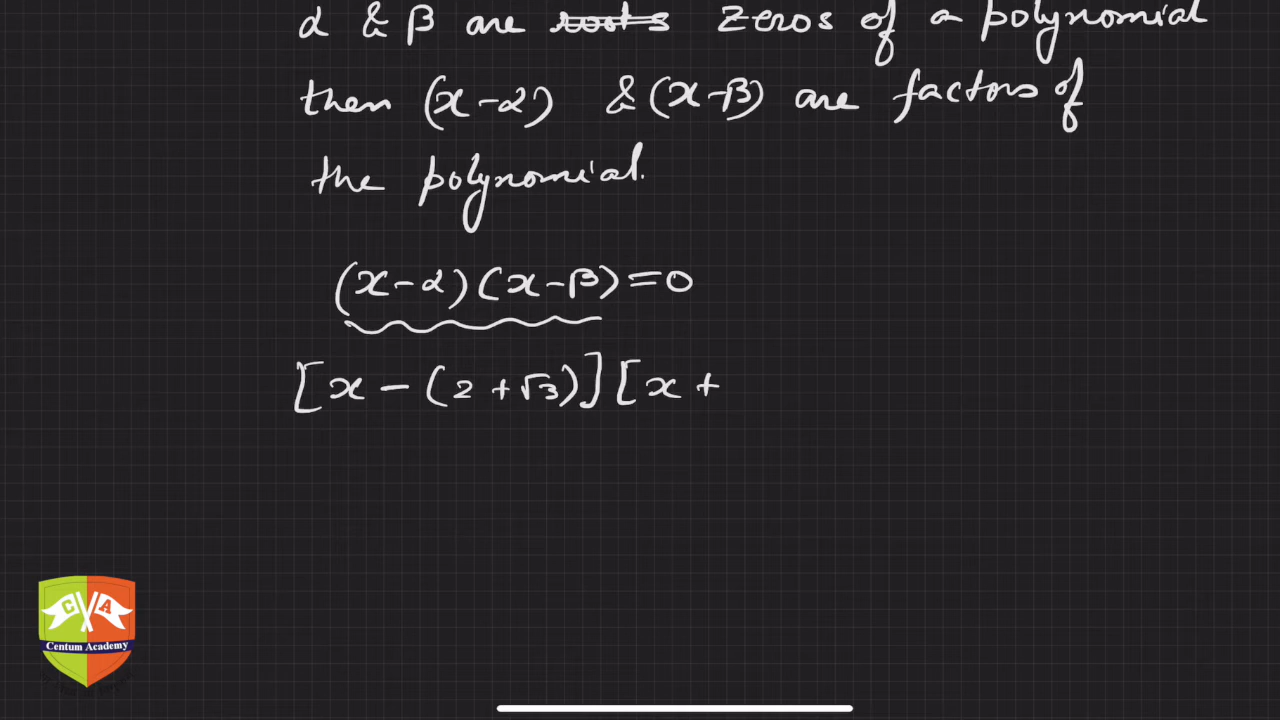 α & β are roots zeros of a polynomial
then (x-α) & (x-β) are factors of
the polynomial.
(x-α)(x-β)=0
[x-(2+√3)][x+
C A
Centum Academy